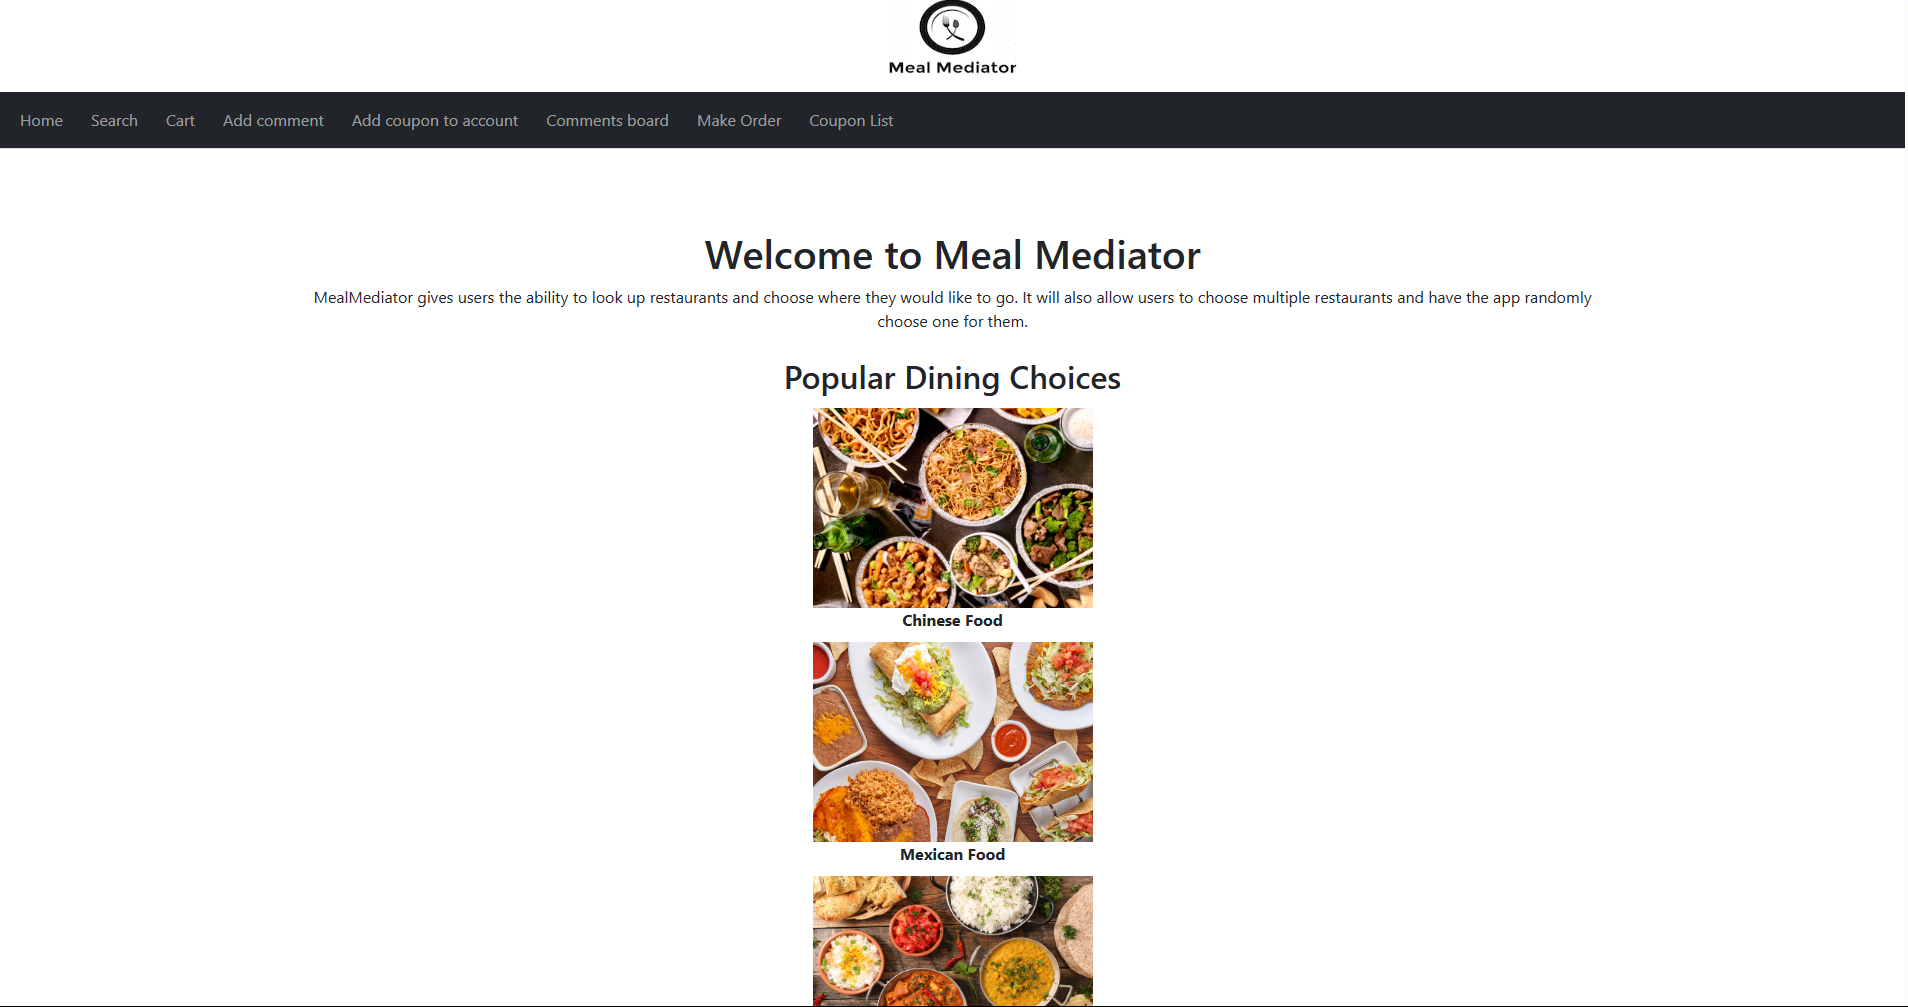 Meal Mediator
Home Search Cart Add comment Add coupon to account Comments board Make Order Coupon List
Welcome to Meal Mediator
MealMediator gives users the ability to look up restaurants and choose where they would like to go. It will also allow users to choose multiple restaurants and have the app randomly
choose one for them.
Popular Dining Choices
Chinese Food
Mexican Food